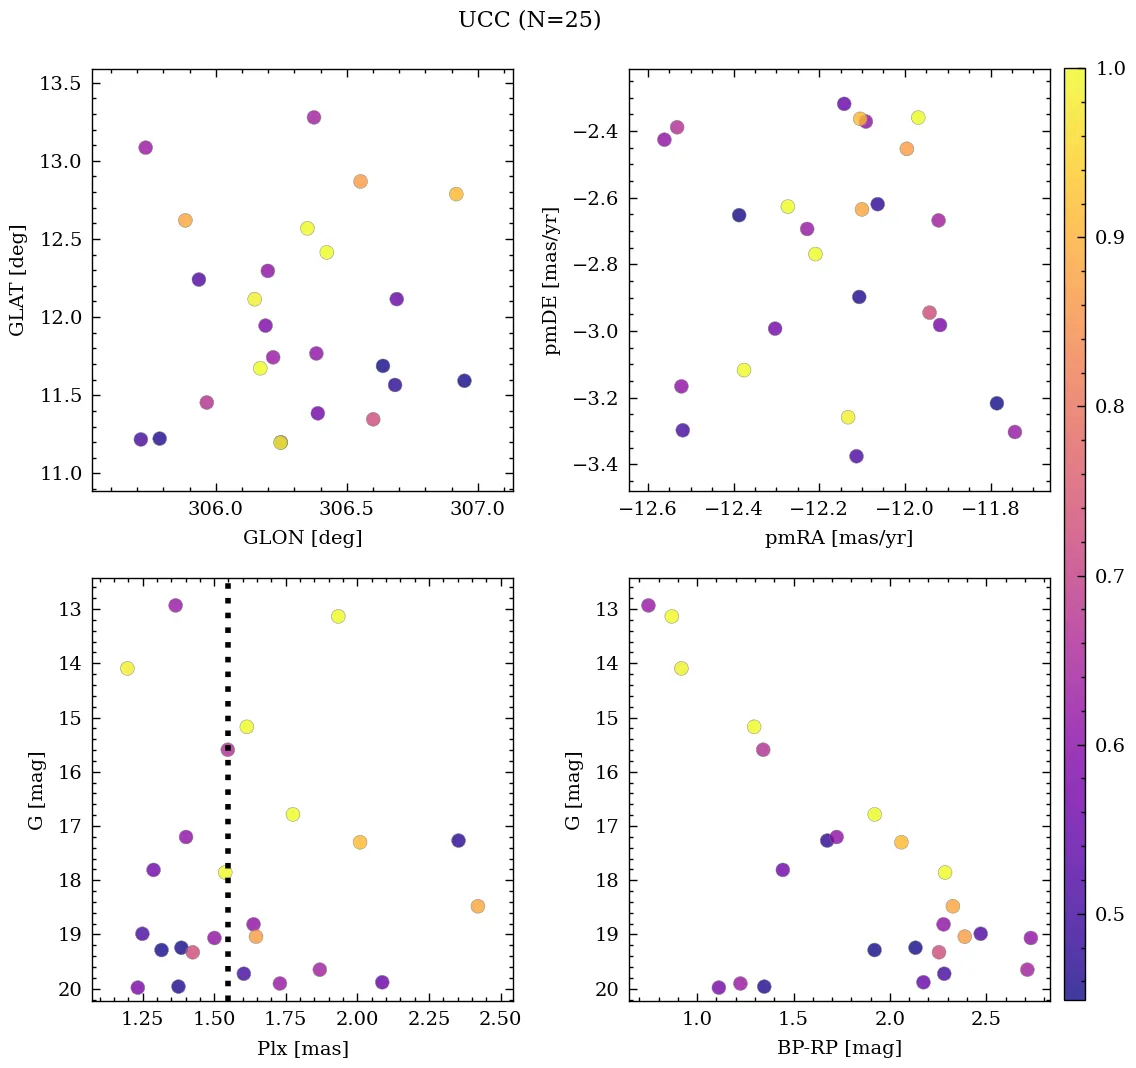 UCC (N=25)
13.5
13.0
12.5
12.0
11.5
11.0
GLAT [deg]
306.0 306.5 307.0
GLON [deg]
−2.4
−2.6
−2.8
−3.0
−3.2
−3.4
pmDE [mas/yr]
−12.6 −12.4 −12.2 −12.0 −11.8
pmRA [mas/yr]
13
14
15
16
17
18
19
20
G [mag]
1.25 1.50 1.75 2.00 2.25 2.50
Plx [mas]
13
14
15
16
17
18
19
20
G [mag]
1.0 1.5 2.0 2.5
BP-RP [mag]
1.0
0.9
0.8
0.7
0.6
0.5